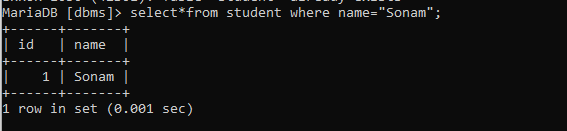 MariaDB [dbms]> select*from student where name="Sonam";
+------+-------+
| id   | name  |
+------+-------+
|    1 | Sonam |
+------+-------+
1 row in set (0.001 sec)